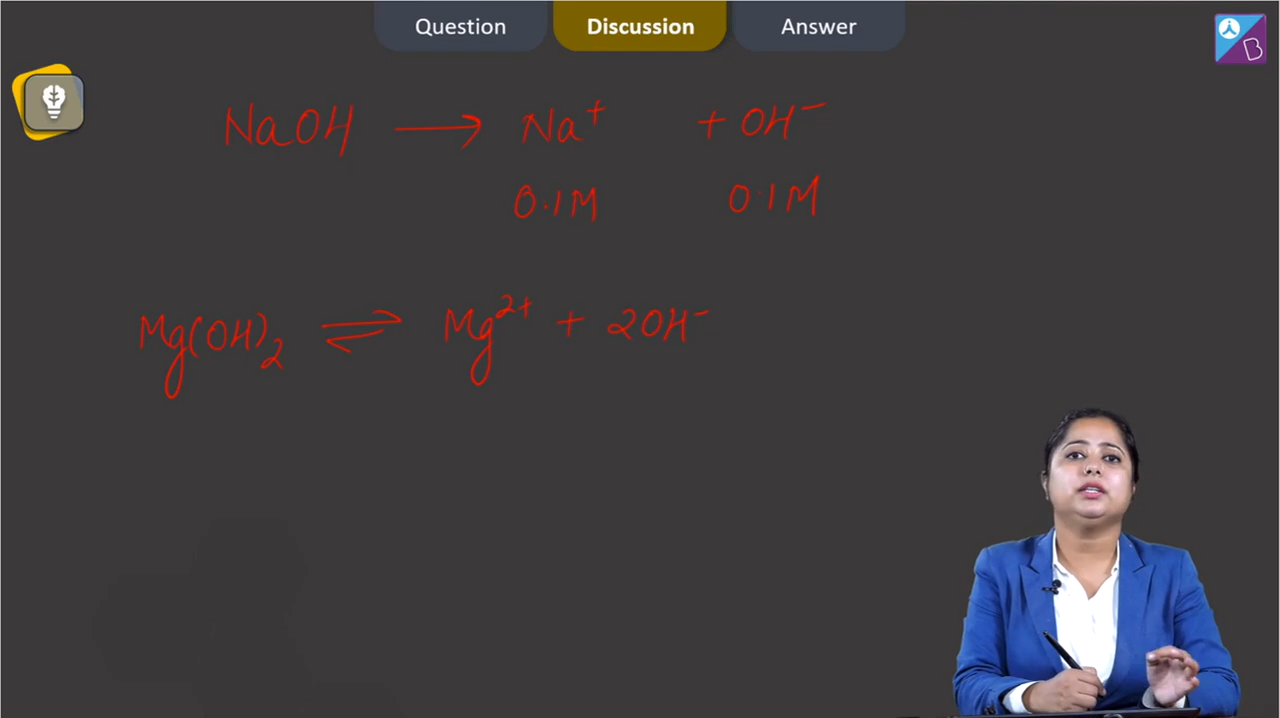 Question Discussion Answer
NaOH ⟶ Na⁺ + OH⁻
0.1M 0.1M
Mg(OH)₂ ⇌ Mg²⁺ + 2OH⁻
B